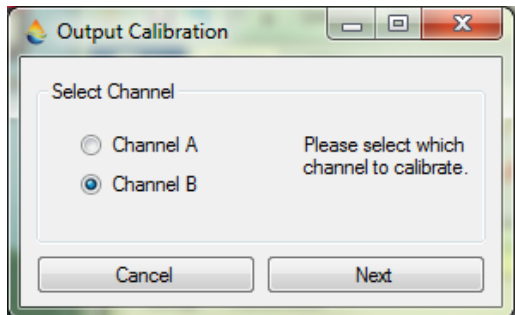 Output Calibration
Select Channel
Channel A
Channel B
Please select which
channel to calibrate.
Cancel
Next